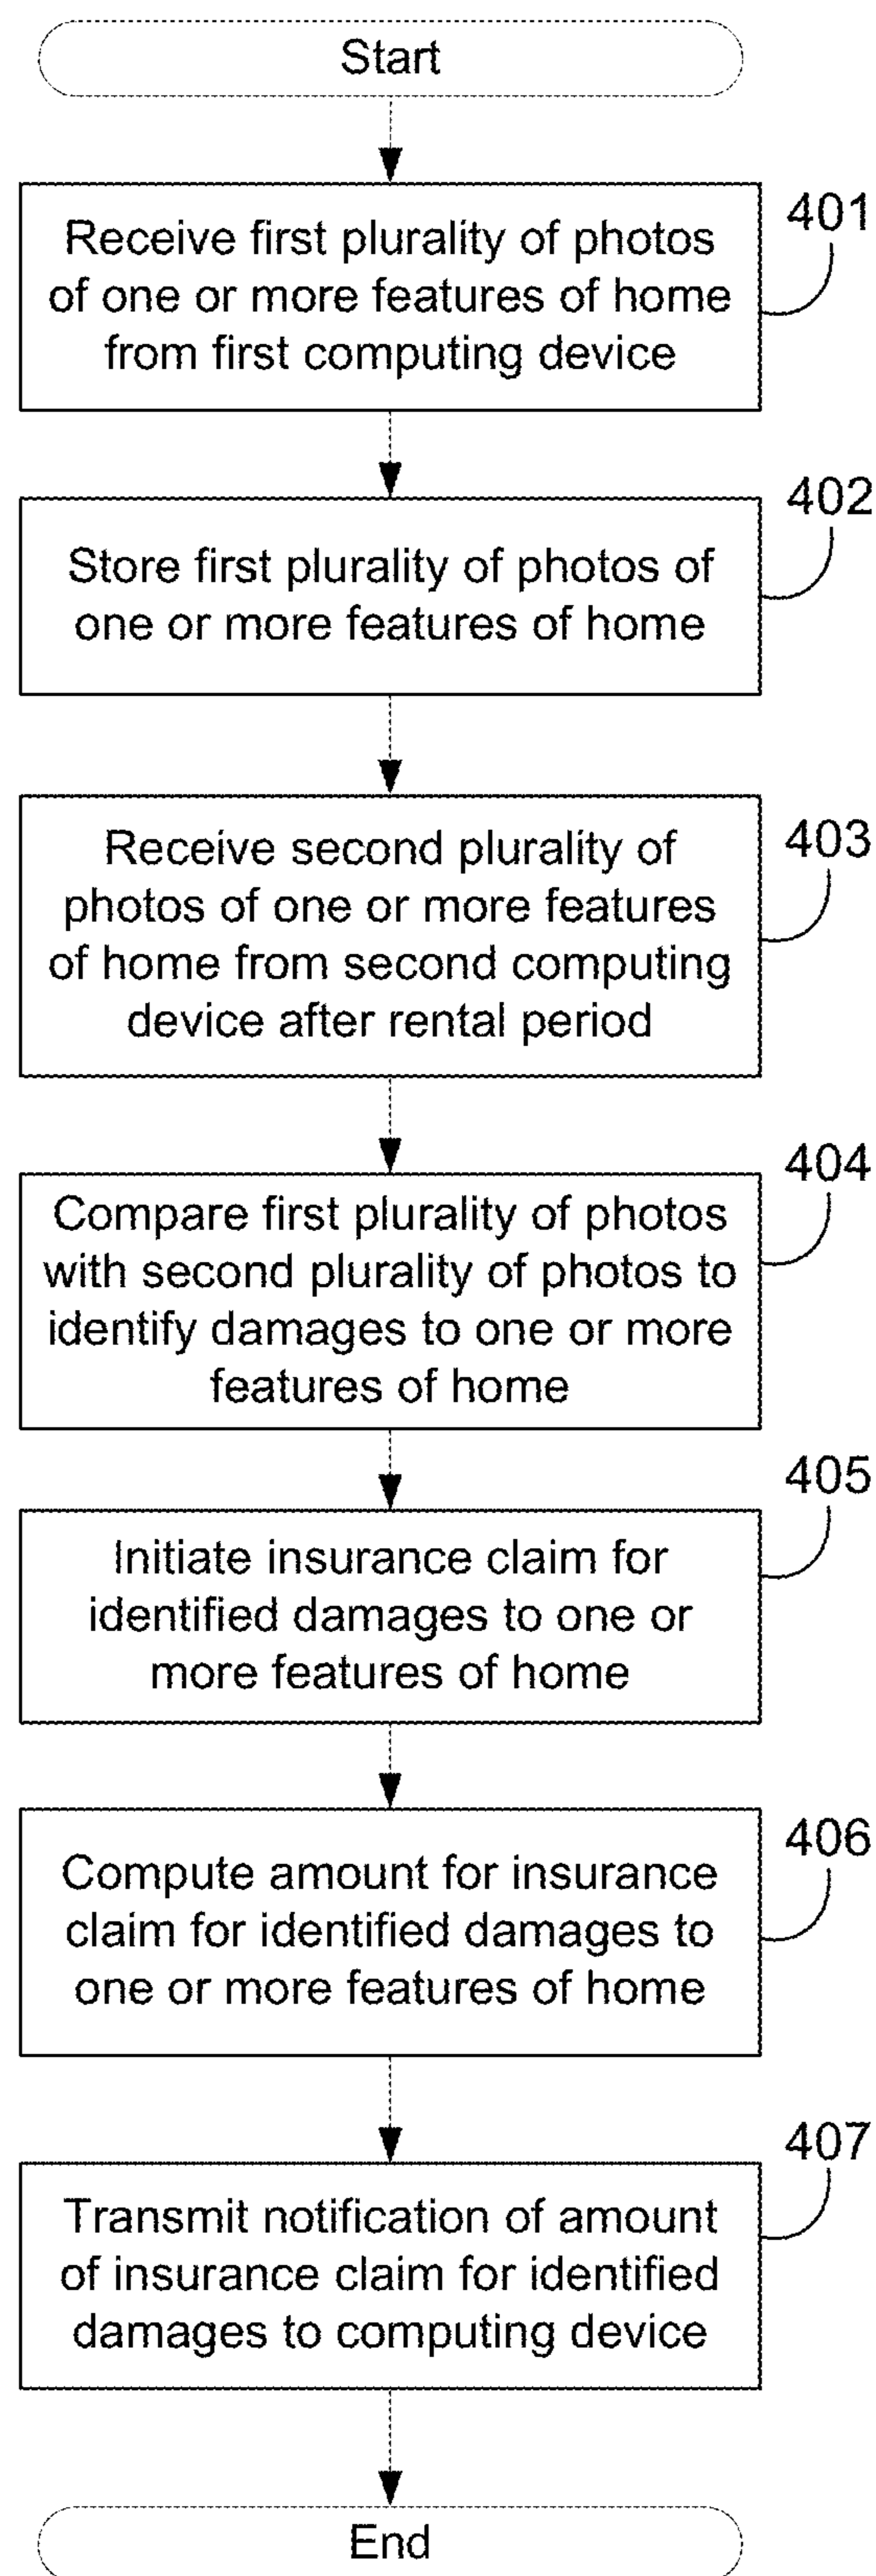 Start
401
Receive first plurality of photos
of one or more features of home
from first computing device
402
Store first plurality of photos of
one or more features of home
403
Receive second plurality of
photos of one or more features
of home from second computing
device after rental period
404
Compare first plurality of photos
with second plurality of photos to
identify damages to one or more
features of home
405
Initiate insurance claim for
identified damages to one or
more features of home
406
Compute amount for insurance
claim for identified damages to
one or more features of home
407
Transmit notification of amount
of insurance claim for identified
damages to computing device
End